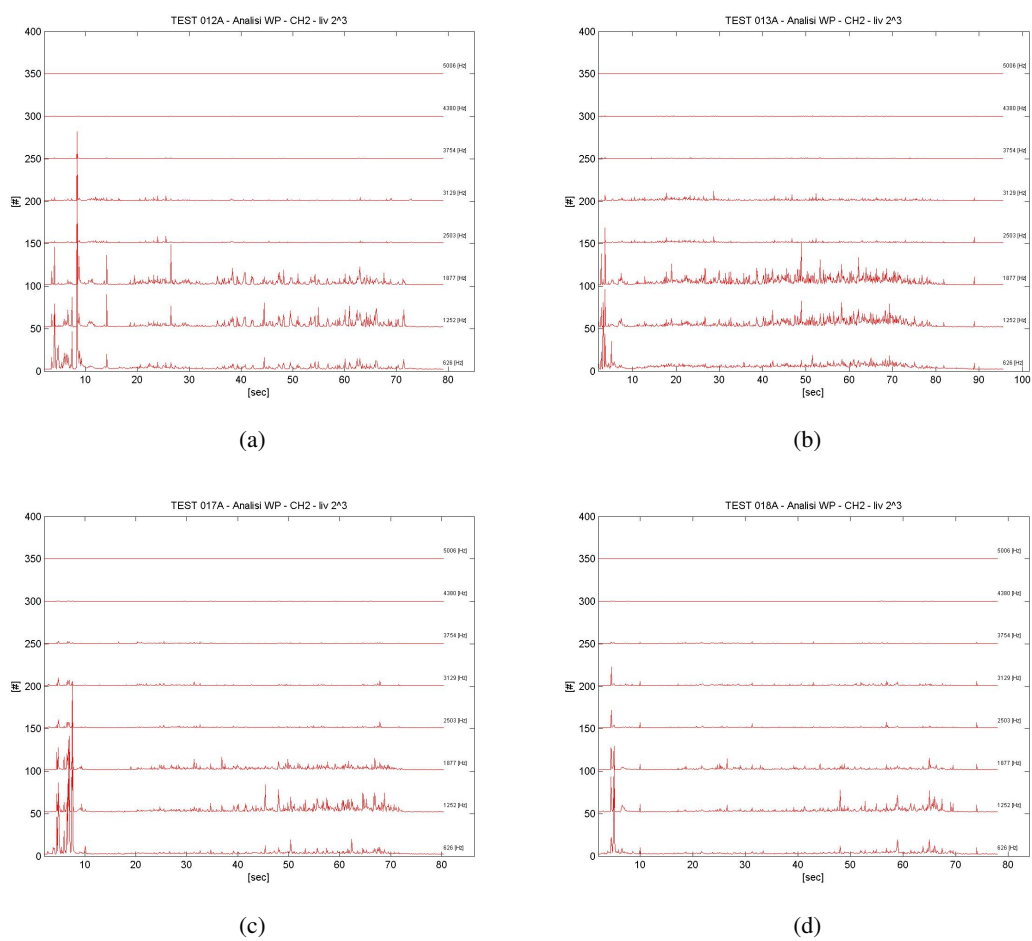 TEST 012A - Analisi WP - CH2 - liv 2^3
400
350
300
250
200
150
100
50
0
[#]
5006 [Hz]
4380 [Hz]
3754 [Hz]
3129 [Hz]
2503 [Hz]
1877 [Hz]
1252 [Hz]
626 [Hz]
10 20 30 40 50 60 70 80
[sec]
(a)
TEST 013A - Analisi WP - CH2 - liv 2^3
400
350
300
250
200
150
100
50
0
[#]
5006 [Hz]
4380 [Hz]
3754 [Hz]
3129 [Hz]
2503 [Hz]
1877 [Hz]
1252 [Hz]
626 [Hz]
10 20 30 40 50 60 70 80 90 100
[sec]
(b)
TEST 017A - Analisi WP - CH2 - liv 2^3
400
350
300
250
200
150
100
50
0
[#]
5006 [Hz]
4380 [Hz]
3754 [Hz]
3129 [Hz]
2503 [Hz]
1877 [Hz]
1252 [Hz]
626 [Hz]
10 20 30 40 50 60 70 80
[sec]
(c)
TEST 018A - Analisi WP - CH2 - liv 2^3
400
350
300
250
200
150
100
50
0
[#]
5006 [Hz]
4380 [Hz]
3754 [Hz]
3129 [Hz]
2503 [Hz]
1877 [Hz]
1252 [Hz]
626 [Hz]
10 20 30 40 50 60 70 80
[sec]
(d)